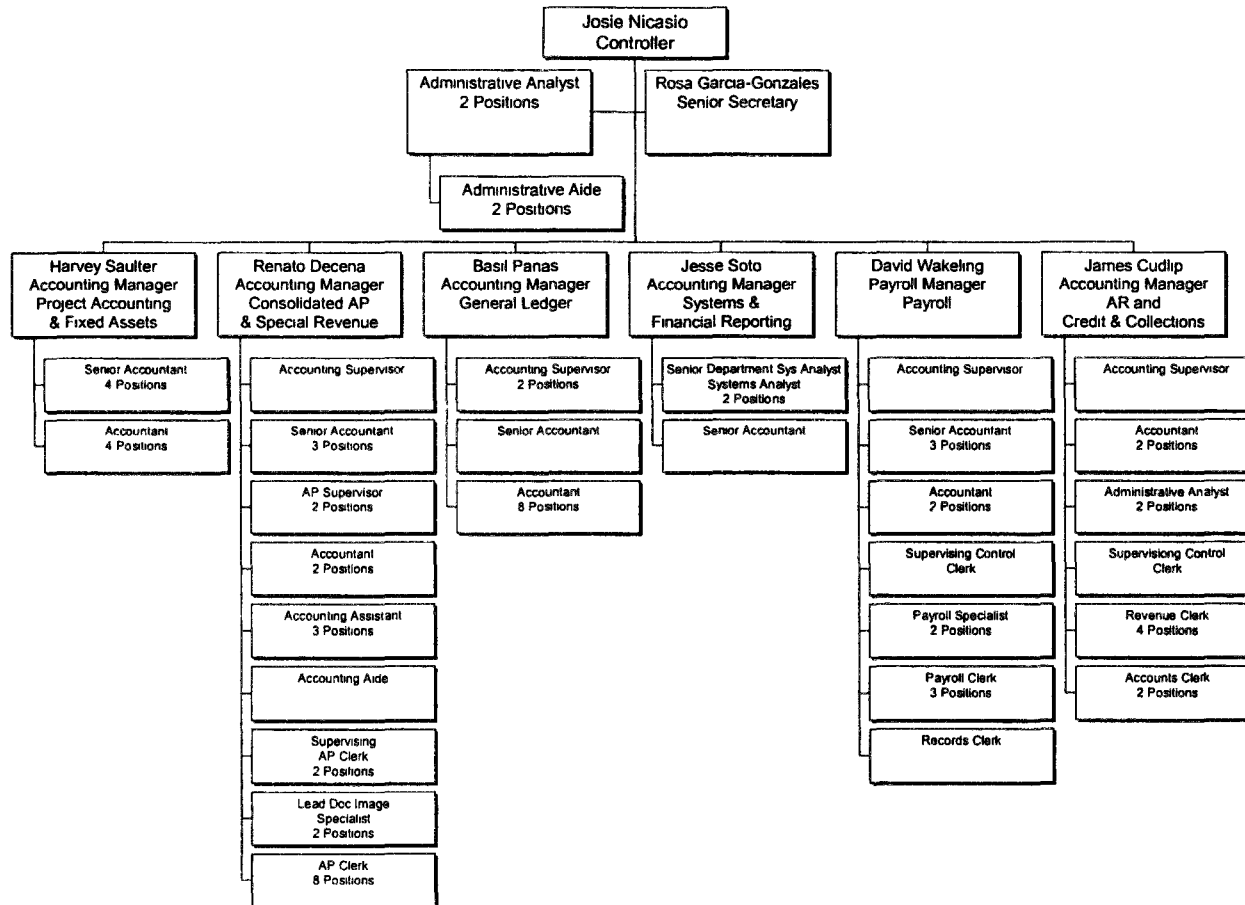 Josie Nicasio
Controller
Administrative Analyst
2 Positions
Rosa Garcia-Gonzales
Senior Secretary
Administrative Aide
2 Positions
Harvey Saulter
Accounting Manager
Project Accounting
& Fixed Assets
Senior Accountant
4 Positions
Accountant
4 Positions
Renato Decena
Accounting Manager
Consolidated AP
& Special Revenue
Accounting Supervisor
Senior Accountant
3 Positions
AP Supervisor
2 Positions
Accountant
2 Positions
Accounting Assistant
3 Positions
Accounting Aide
Supervising
AP Clerk
2 Positions
Lead Doc Image
Specialist
2 Positions
AP Clerk
8 Positions
Basil Panas
Accounting Manager
General Ledger
Accounting Supervisor
2 Positions
Senior Accountant
Accountant
8 Positions
Jesse Soto
Accounting Manager
Systems &
Financial Reporting
Senior Department Sys Analyst
Systems Analyst
2 Positions
Senior Accountant
David Wakeling
Payroll Manager
Payroll
Accounting Supervisor
Senior Accountant
3 Positions
Accountant
2 Positions
Supervising Control
Clerk
Payroll Specialist
2 Positions
Payroll Clerk
3 Positions
Records Clerk
James Cudlip
Accounting Manager
AR and
Credit & Collections
Accounting Supervisor
Accountant
2 Positions
Administrative Analyst
2 Positions
Supervisiong Control
Clerk
Revenue Clerk
4 Positions
Accounts Clerk
2 Positions